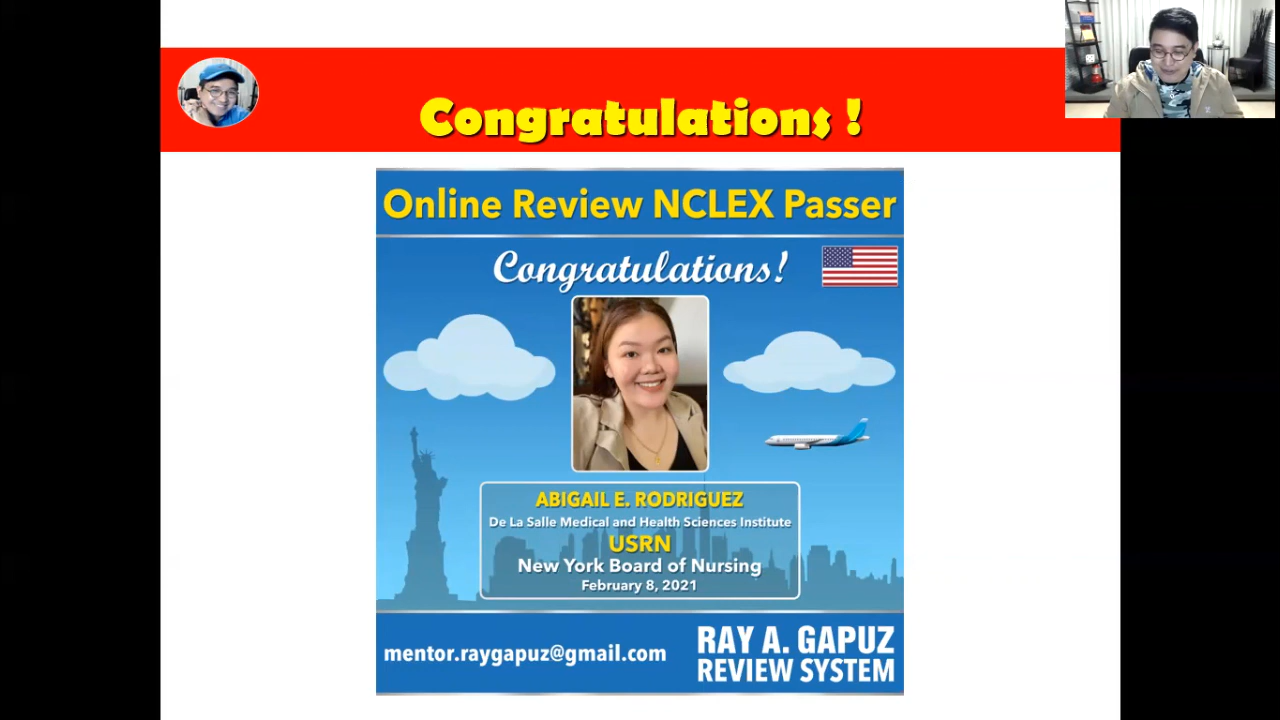 Congratulations !
Online Review NCLEX Passer
Congratulations!
ABIGAIL E. RODRIGUEZ
De La Salle Medical and Health Sciences Institute
USRN
New York Board of Nursing
February 8, 2021
mentor.raygapuz@gmail.com
RAY A. GAPUZ
REVIEW SYSTEM